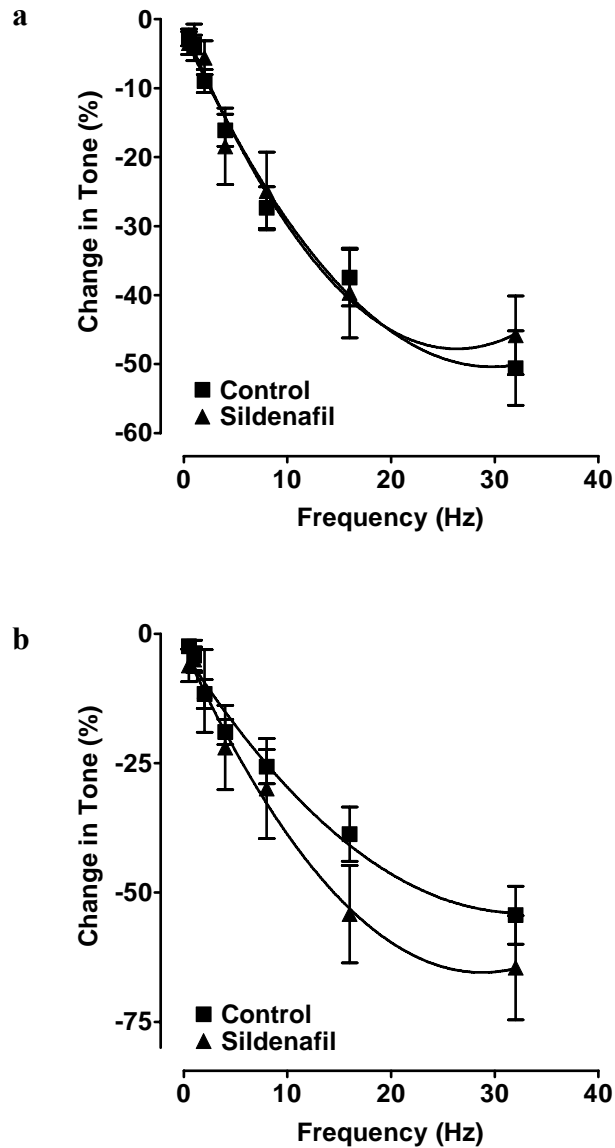 a
0
-10
-20
-30
-40
-50
-60
Change in Tone (%)
Control
Sildenafil
0 10 20 30 40
Frequency (Hz)
b
0
-25
-50
-75
Change in Tone (%)
Control
Sildenafil
0 10 20 30 40
Frequency (Hz)